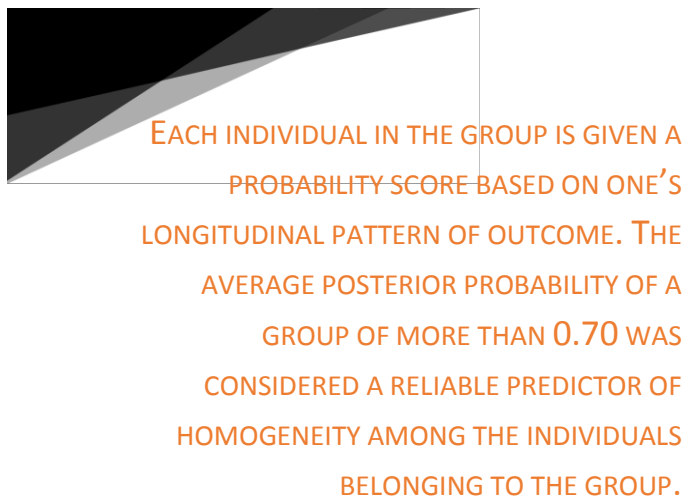 Each individual in the group is given a
probability score based on one’s
longitudinal pattern of outcome. The
average posterior probability of a
group of more than 0.70 was
considered a reliable predictor of
homogeneity among the individuals
belonging to the group.